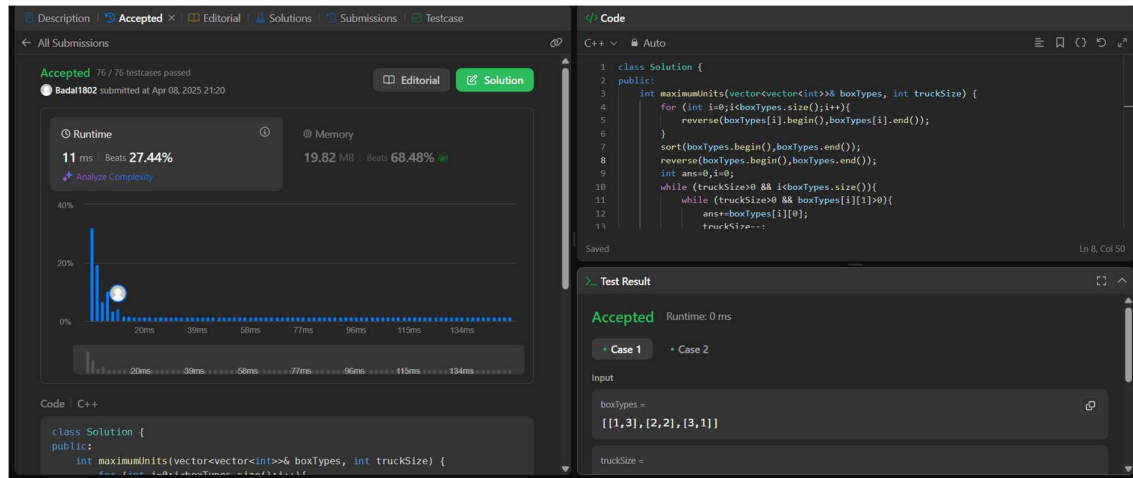 Description
Accepted ×
Editorial
Solutions
Submissions
Testcase
← All Submissions
Accepted 76 / 76 testcases passed
Badal1802 submitted at Apr 08, 2025 21:20
Editorial
Solution
Runtime
11 ms | Beats 27.44%
Analyze Complexity
Memory
19.82 MB | Beats 68.48%
40%
20%
0%
20ms 39ms 58ms 77ms 96ms 115ms 134ms
20ms 39ms 58ms 77ms 96ms 115ms 134ms
Code | C++
class Solution {
public:
int maximumUnits(vector<vector<int>>& boxTypes, int truckSize) {
for (int i=0;i<boxTypes.size();i++){
</> Code
C++ Auto
1 class Solution {
2 public:
3 int maximumUnits(vector<vector<int>>& boxTypes, int truckSize) {
4 for (int i=0;i<boxTypes.size();i++){
5 reverse(boxTypes[i].begin(),boxTypes[i].end());
6 }
7 sort(boxTypes.begin(),boxTypes.end());
8 reverse(boxTypes.begin(),boxTypes.end());
9 int ans=0,i=0;
10 while (truckSize>0 && i<boxTypes.size()){
11 while (truckSize>0 && boxTypes[i][1]>0){
12 ans+=boxTypes[i][0];
13 truckSize--;
Saved
Ln 8, Col 50
>_ Test Result
Accepted Runtime: 0 ms
• Case 1 • Case 2
Input
boxTypes =
[[1,3],[2,2],[3,1]]
truckSize =